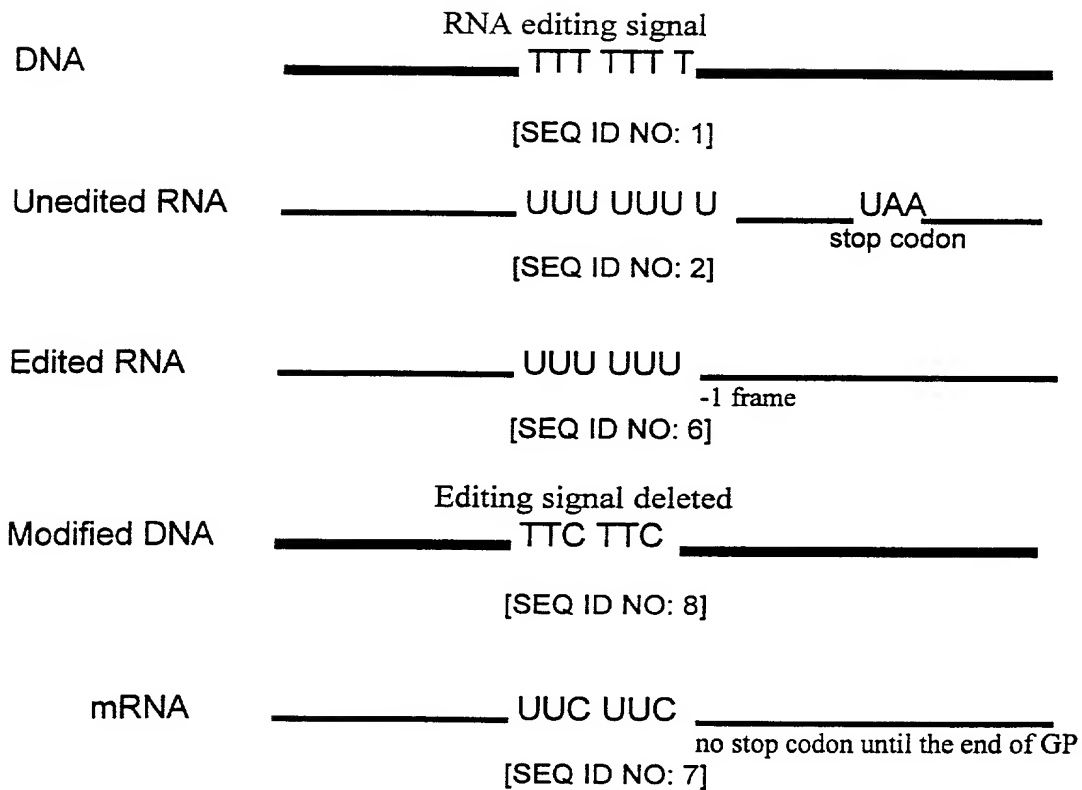 RNA editing signal
DNA TTT TTT T
[SEQ ID NO: 1]
Unedited RNA UUU UUU U UAA
stop codon
[SEQ ID NO: 2]
Edited RNA UUU UUU
-1 frame
[SEQ ID NO: 6]
Editing signal deleted
Modified DNA TTC TTC
[SEQ ID NO: 8]
mRNA UUC UUC
no stop codon until the end of GP
[SEQ ID NO: 7]